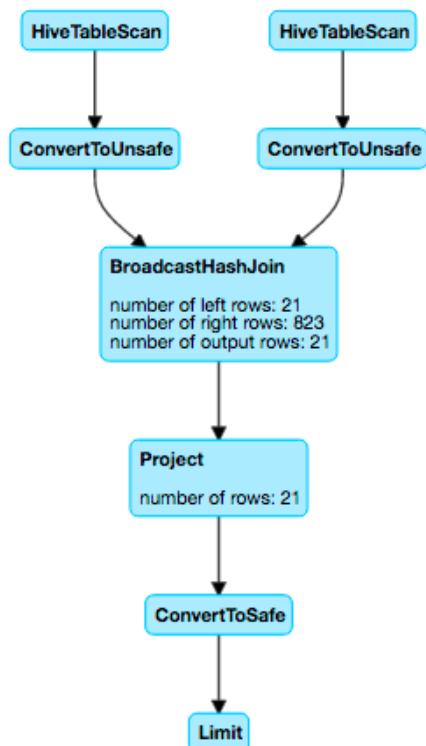 HiveTableScan
HiveTableScan
ConvertToUnsafe
ConvertToUnsafe
BroadcastHashJoin
number of left rows: 21
number of right rows: 823
number of output rows: 21
Project
number of rows: 21
ConvertToSafe
Limit